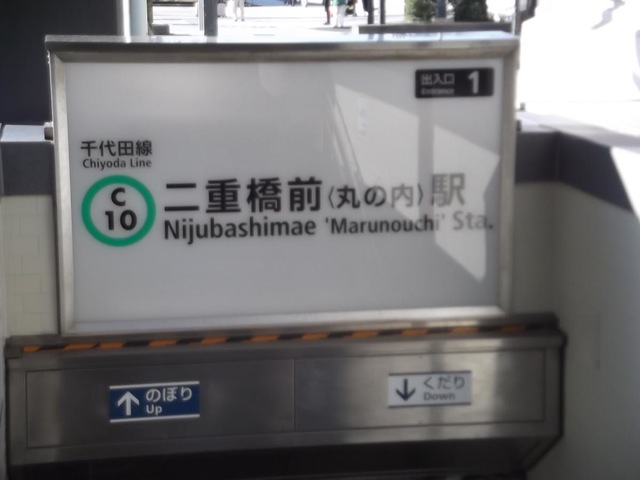 出入口 1
Entrance
千代田線
Chiyoda Line
C
10
二重橋前〈丸の内〉駅
Nijubashimae 'Marunouchi' Sta.
のぼり
Up
くだり
Down